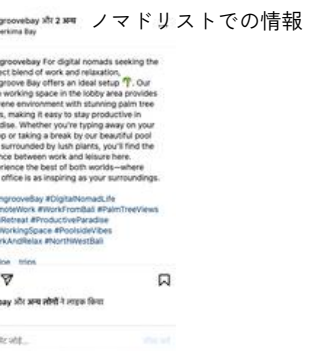 groovebay और 2 अन्य
erkima Bay
ノマドリストでの情報
groovebay For digital nomads seeking the
ect blend of work and relaxation,
groove Bay offers an ideal setup 🌴. Our
working space in the lobby area provides
ene environment with stunning palm tree
s, making it easy to stay productive in
dise. Whether you're typing away on your
p or taking a break by our beautiful pool
surrounded by lush plants, you'll find the
nce between work and leisure here.
erience the best of both worlds—where
office is as inspiring as your surroundings.
ngrooveBay #DigitalNomadLife
moteWork #WorkFromBali #PalmTreeViews
Retreat #ProductiveParadise
WorkingSpace #PoolsideVibes
rkAndRelax #NorthWestBali
bay और अन्य लोगों ने लाइक किया